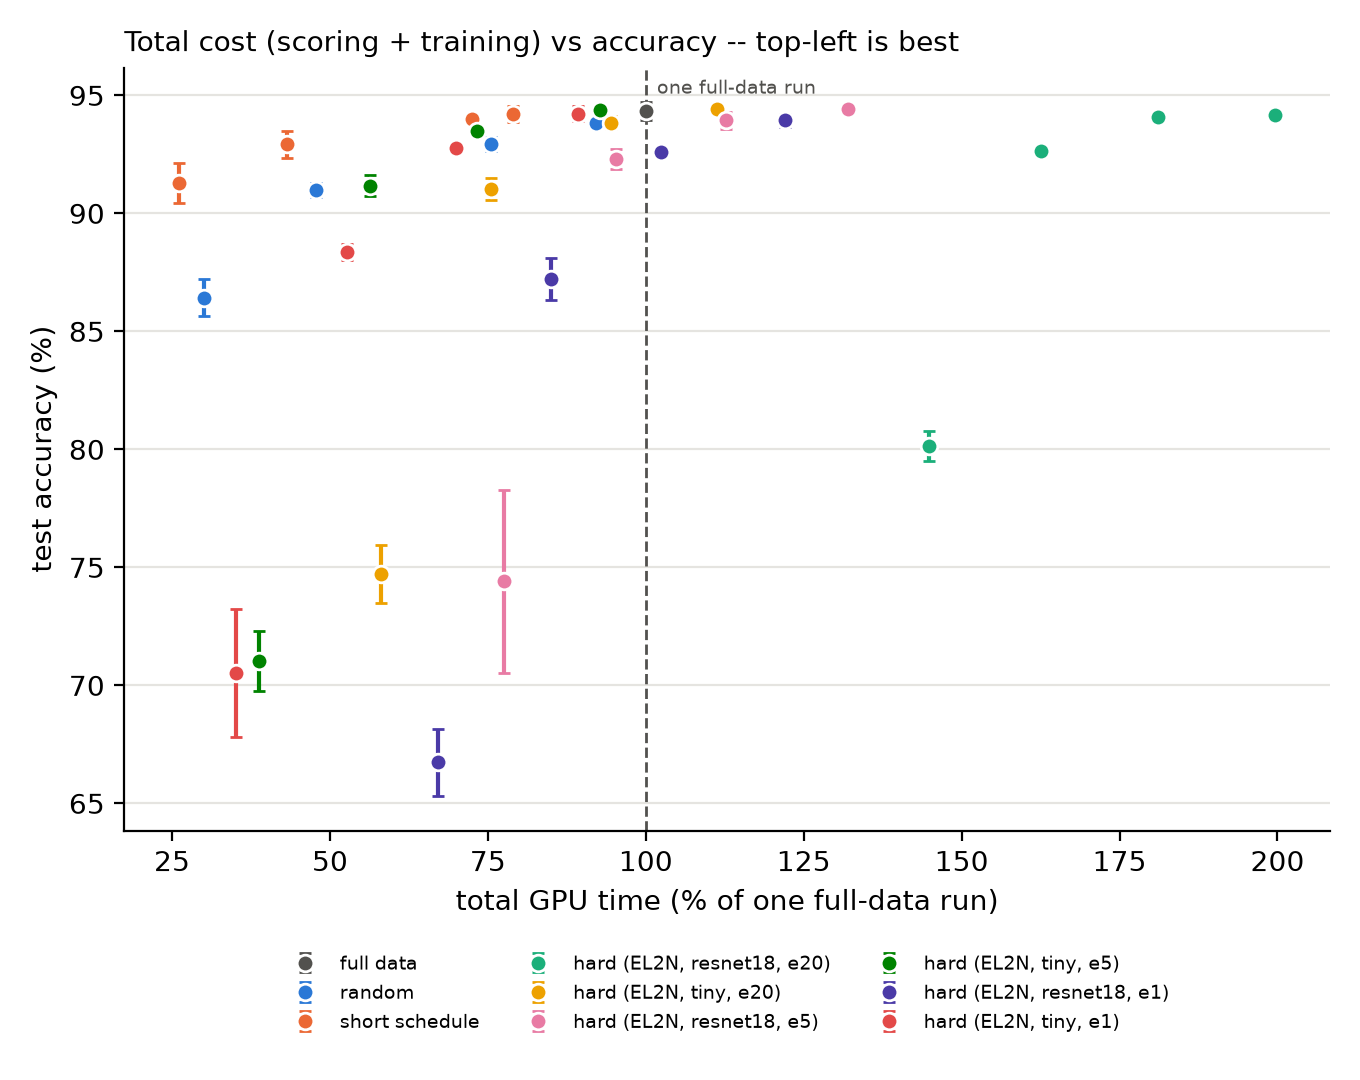 Total cost (scoring + training) vs accuracy -- top-left is best
one full-data run
95
90
85
80
75
70
65
test accuracy (%)
25 50 75 100 125 150 175 200
total GPU time (% of one full-data run)
full data
random
short schedule
hard (EL2N, resnet18, e20)
hard (EL2N, tiny, e20)
hard (EL2N, resnet18, e5)
hard (EL2N, tiny, e5)
hard (EL2N, resnet18, e1)
hard (EL2N, tiny, e1)